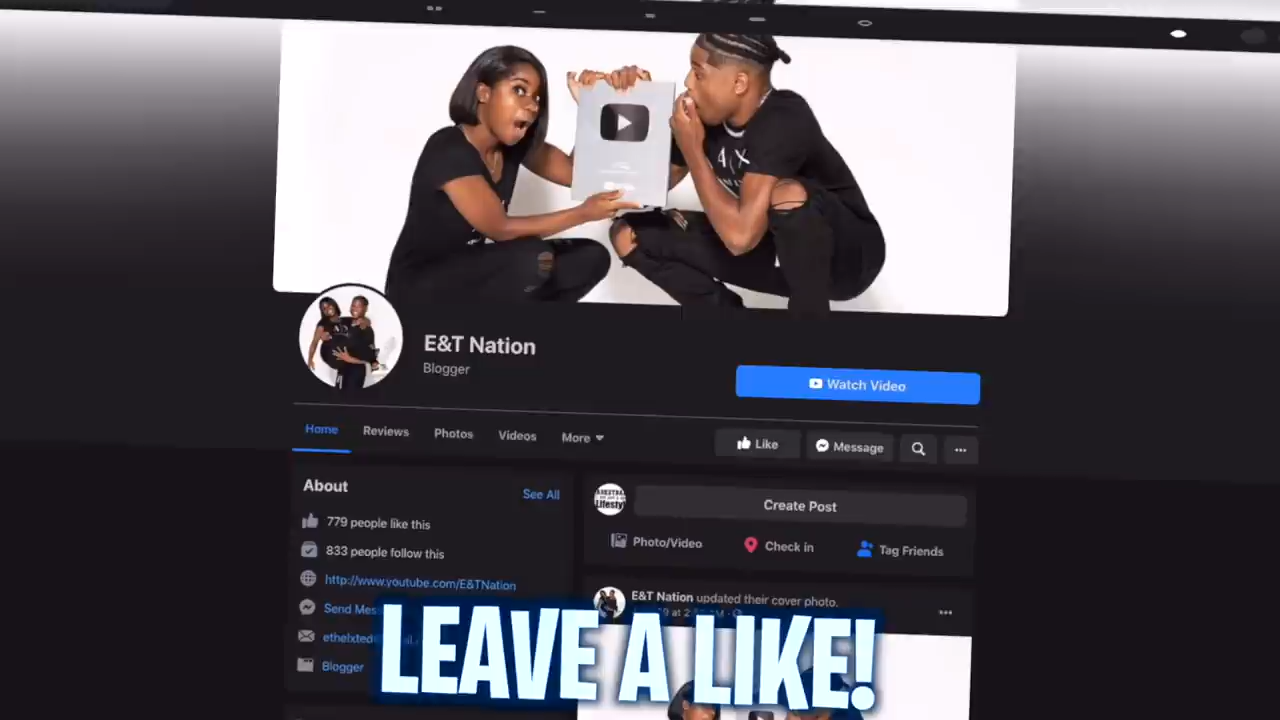 E&T Nation
Blogger
Watch Video
Home
Reviews
Photos
Videos
More
Like
Message
About
See All
779 people like this
833 people follow this
http://www.youtube.com/E&TNation
Send
Blogger
Create Post
Photo/Video
Check in
Tag Friends
E&T Nation updated their cover photo.
LEAVE A LIKE!